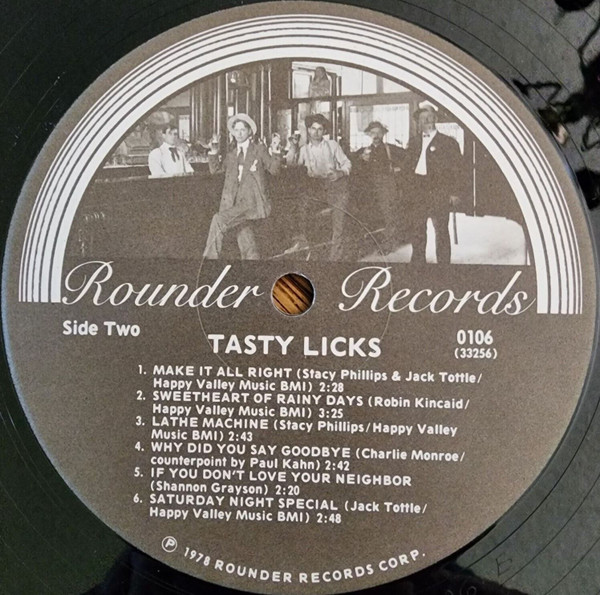 Rounder Records
Side Two
TASTY LICKS
0106
(33256)
1. MAKE IT ALL RIGHT (Stacy Phillips & Jack Tottle/
Happy Valley Music BMI) 2:28
2. SWEETHEART OF RAINY DAYS (Robin Kincaid/
Happy Valley Music BMI) 3:25
3. LATHE MACHINE (Stacy Phillips/Happy Valley
Music BMI) 2:43
4. WHY DID YOU SAY GOODBYE (Charlie Monroe/
counterpoint by Paul Kahn) 2:42
5. IF YOU DON'T LOVE YOUR NEIGHBOR
(Shannon Grayson) 2:20
6. SATURDAY NIGHT SPECIAL (Jack Tottle/
Happy Valley Music BMI) 2:48
℗ 1978 ROUNDER RECORDS CORP.